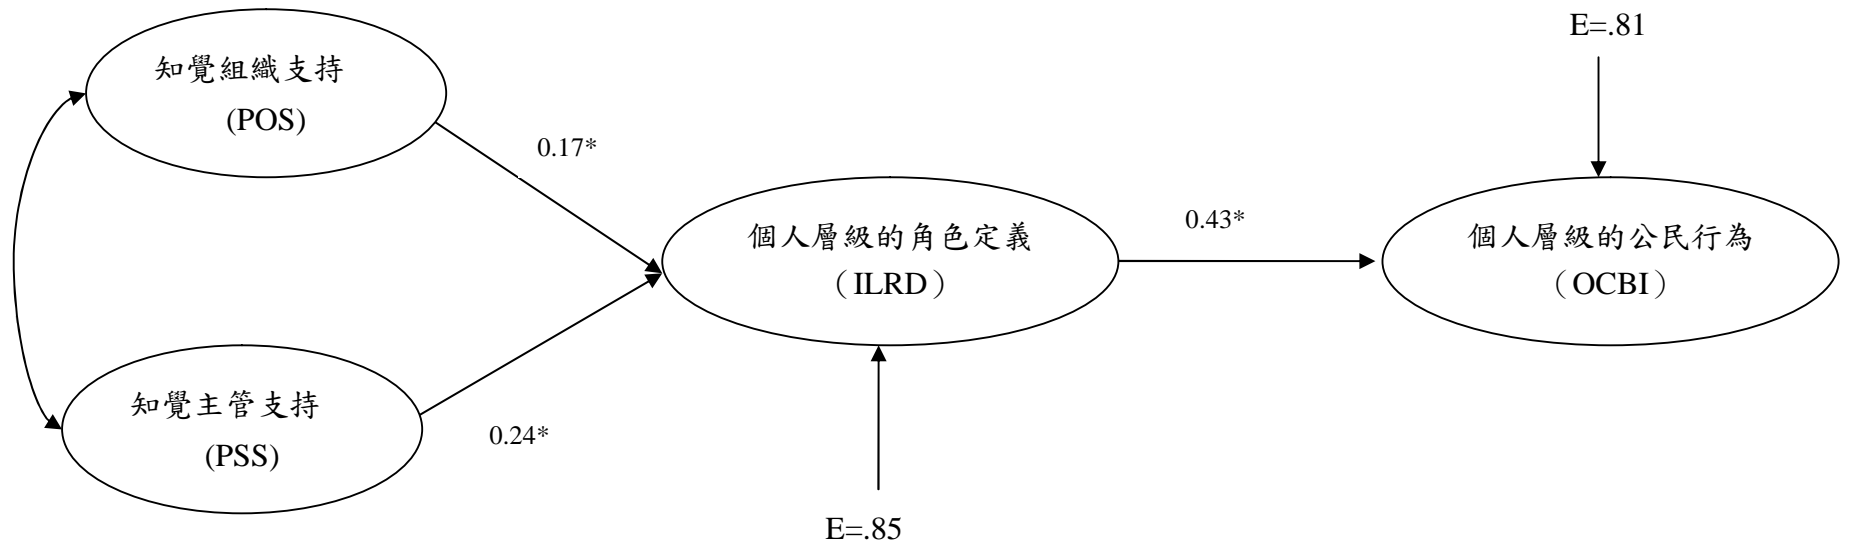 E=.81
知覺組織支持
(POS)
0.17*
個人層級的角色定義
（ILRD）
0.43*
個人層級的公民行為
（OCBI）
知覺主管支持
(PSS)
0.24*
E=.85